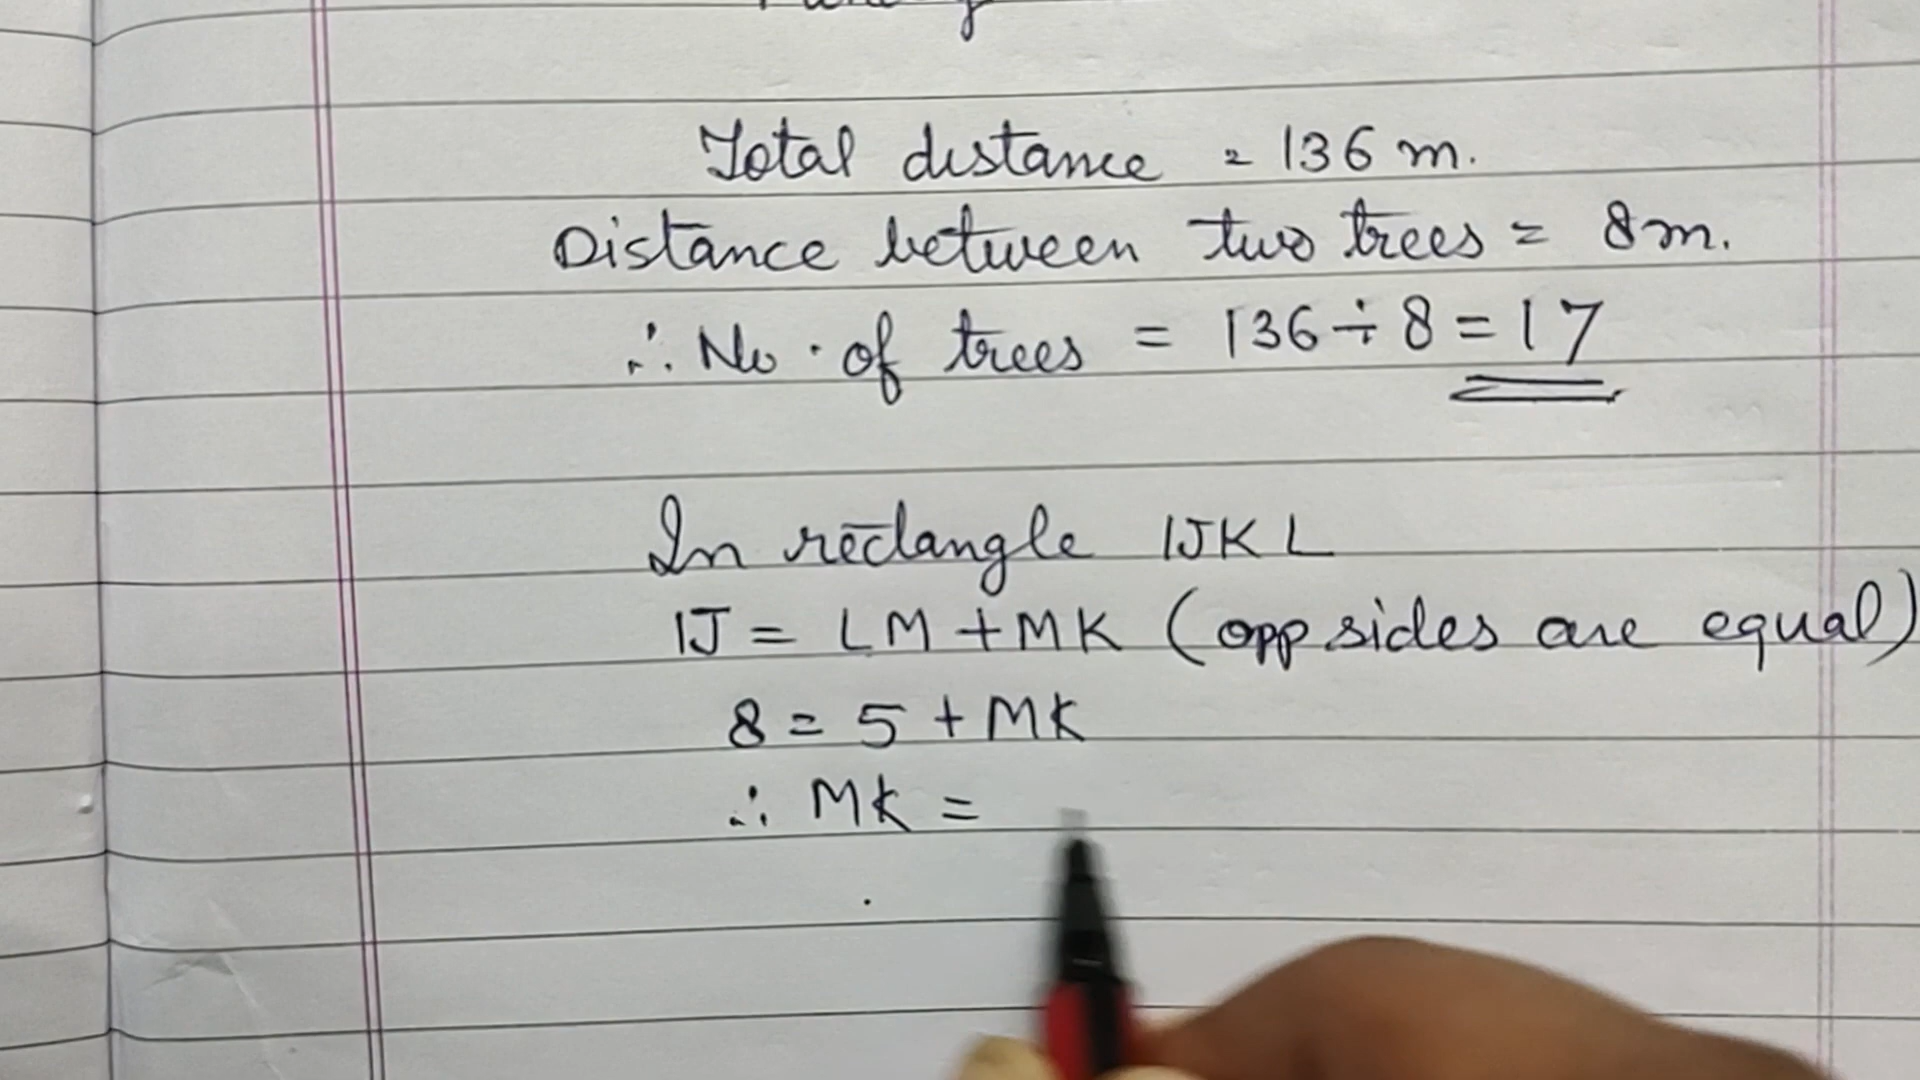 Total distance = 136 m.
Distance between two trees = 8m.
∴ No. of trees = 136 ÷ 8 = 17
In rectangle IJKL
IJ = LM + MK (opp sides are equal)
8 = 5 + MK
∴ MK =